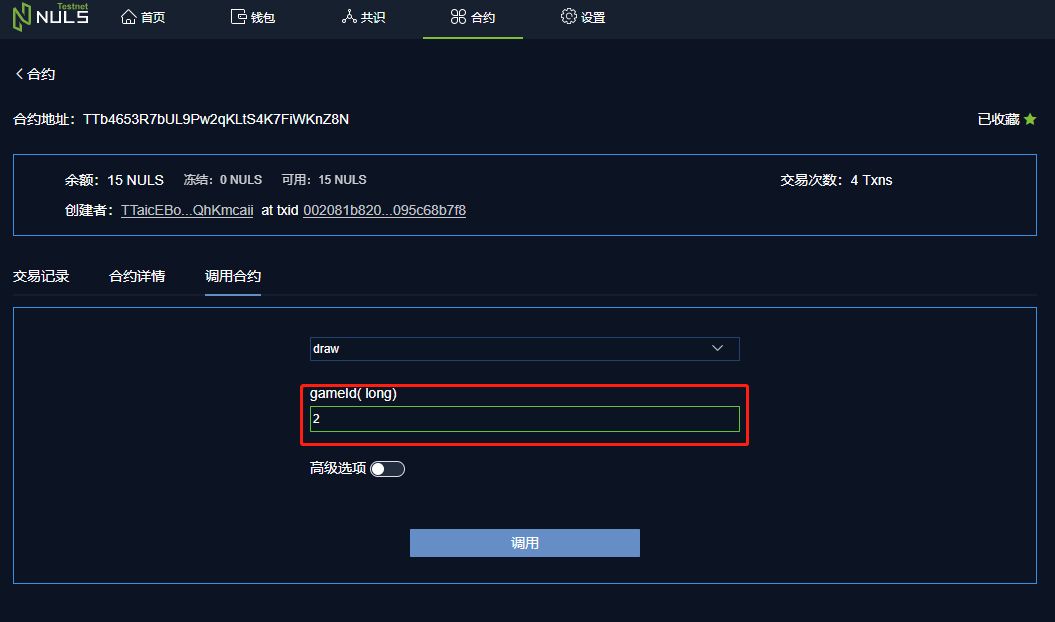 Testnet
NULS 首页 钱包 共识 合约 设置
合约
合约地址：TTb4653R7bUL9Pw2qKLtS4K7FiWKnZ8N 已收藏
余额：15 NULS 冻结：0 NULS 可用：15 NULS 交易次数：4 Txns
创建者：TTaicEBo...QhKmcaii at txid 002081b820...095c68b7f8
交易记录 合约详情 调用合约
draw
gameId( long)
2
高级选项
调用